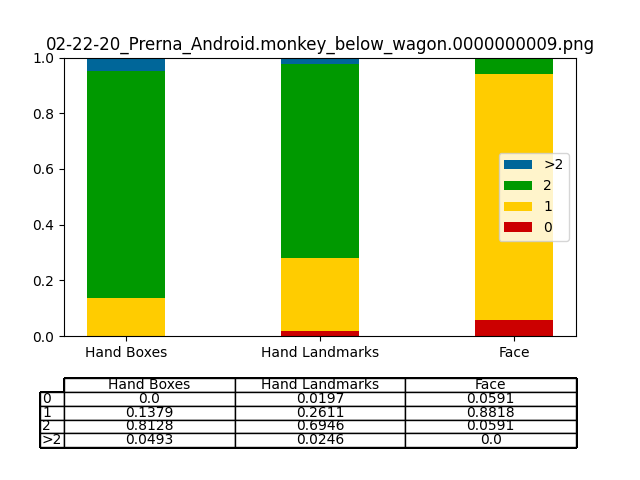 02-22-20_Prerna_Android.monkey_below_wagon.0000000009.png
1.0
0.8
0.6
0.4
0.2
0.0
>2
2
1
0
Hand Boxes Hand Landmarks Face
Hand Boxes Hand Landmarks Face
0 0.0 0.0197 0.0591
1 0.1379 0.2611 0.8818
2 0.8128 0.6946 0.0591
>2 0.0493 0.0246 0.0